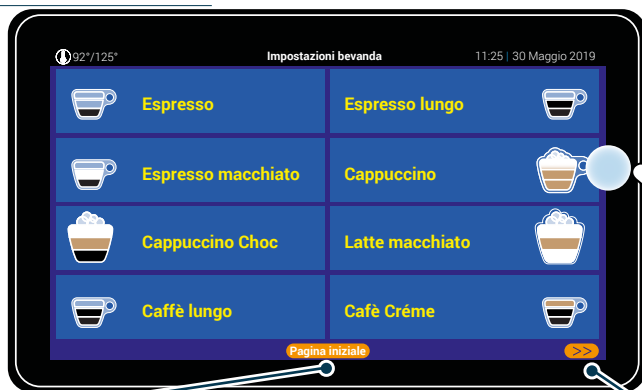 92°/125° Impostazioni bevanda 11:25 | 30 Maggio 2019
Espresso Espresso lungo
Espresso macchiato Cappuccino
Cappuccino Choc Latte macchiato
Caffè lungo Cafè Créme
Pagina iniziale >>